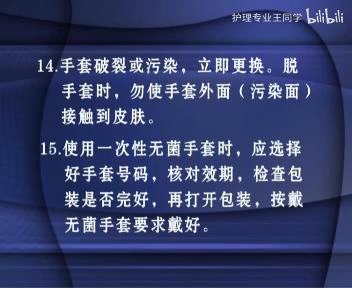 护理专业王同学 bilibili
14.手套破裂或污染，立即更换。脱
手套时，勿使手套外面（污染面）
接触到皮肤。
15.使用一次性无菌手套时，应选择
好手套号码，核对效期，检查包
装是否完好，再打开包装，按戴
无菌手套要求戴好。